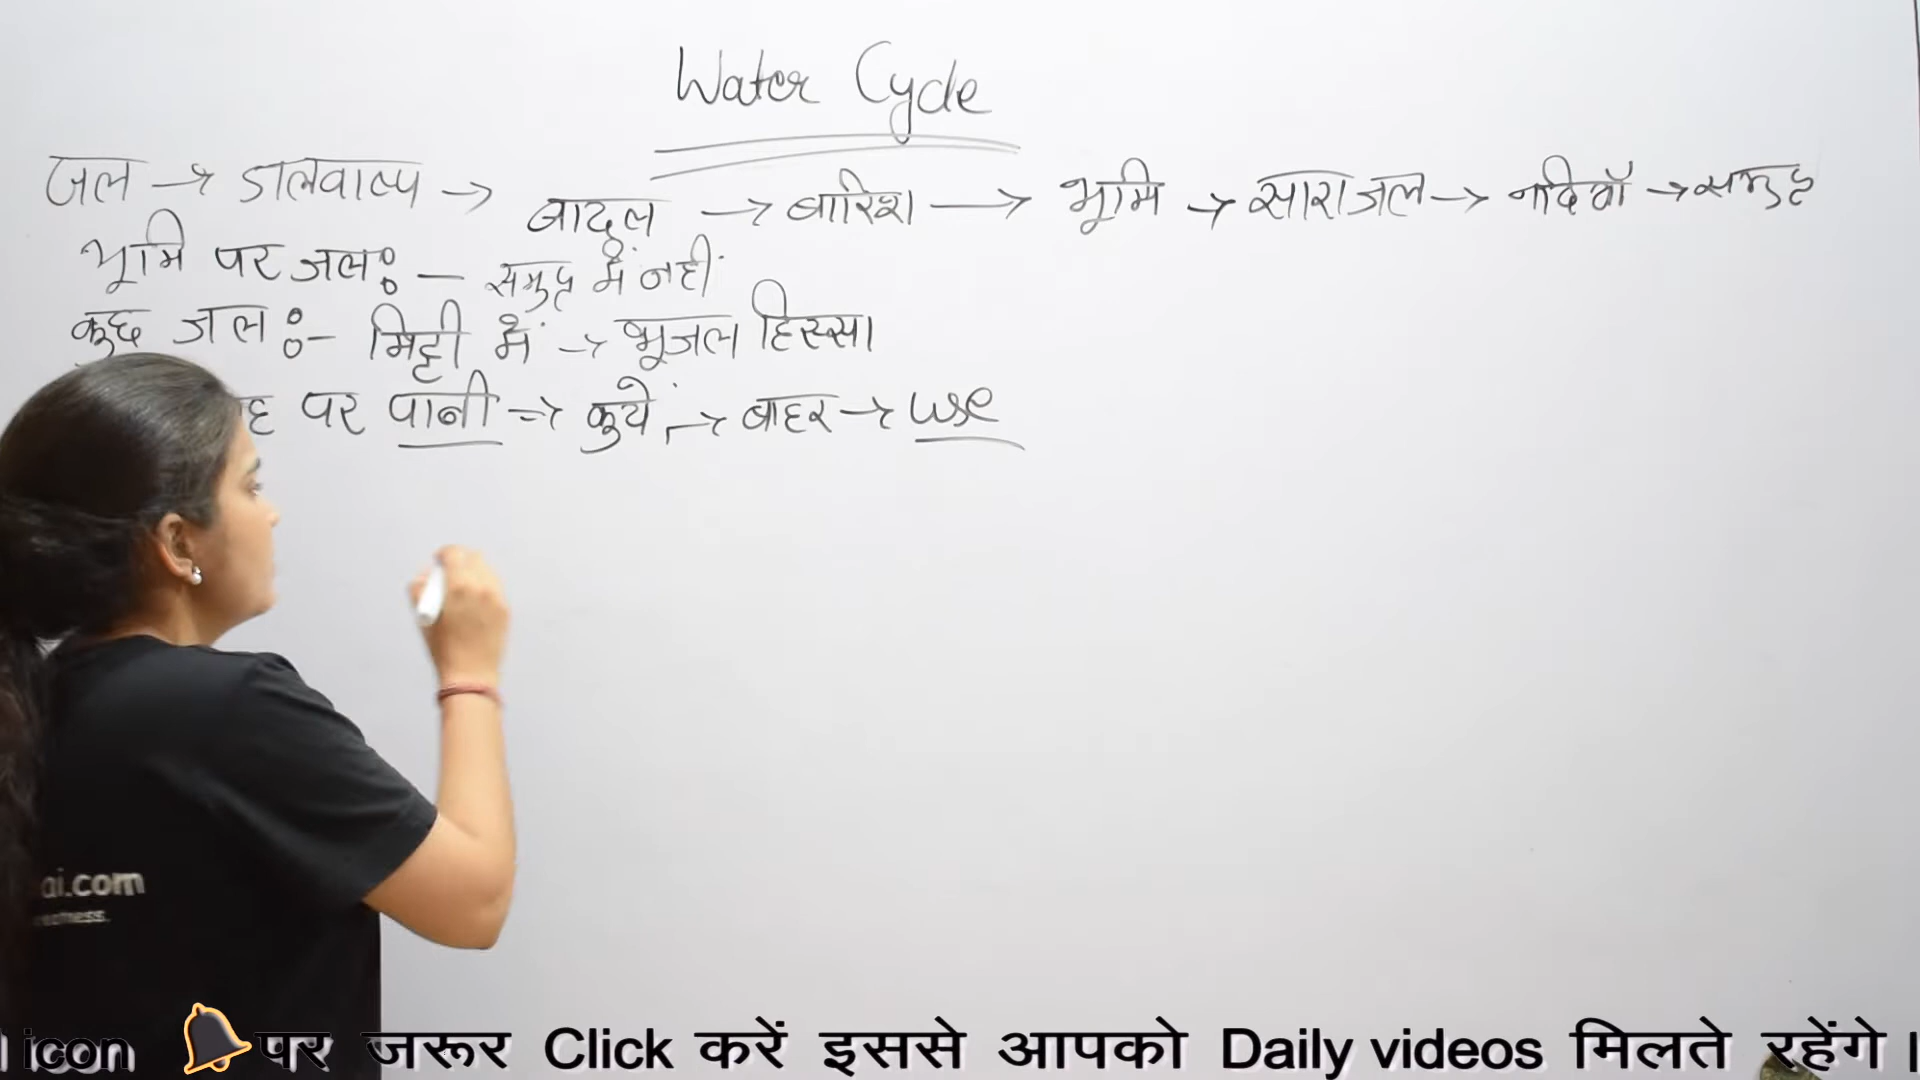 Water Cycle
जल → जलवाष्प → बादल → बारिश → भूमि → सारा जल → नदियाँ → समुद्र
भूमि पर जल :- समुद्र में नहीं
कुछ जल :- मिट्टी में → भूजल हिस्सा
पर पानी => कुयें → बाहर → use
ai.com
icon पर जरूर Click करें इससे आपको Daily videos मिलते रहेंगे।